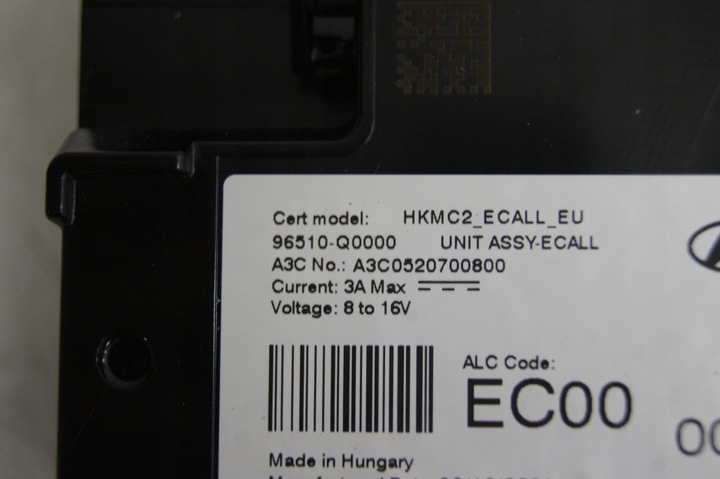 Cert model: HKMC2_ECALL_EU
96510-Q0000 UNIT ASSY-ECALL
A3C No.: A3C0520700800
Current: 3A Max
Voltage: 8 to 16V
ALC Code:
EC00
00
Made in Hungary